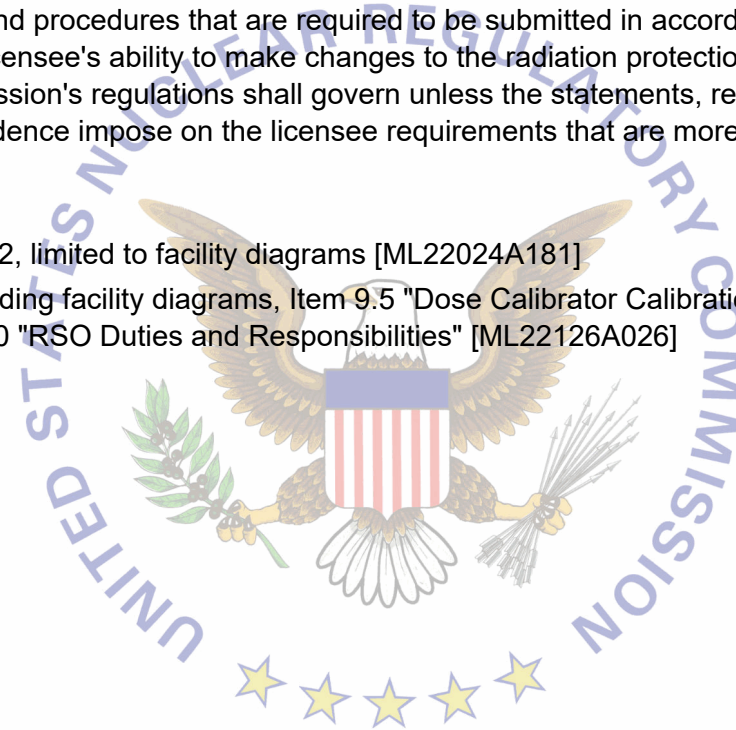 nd procedures that are required to be submitted in accord
ensee's ability to make changes to the radiation protectio
ssion's regulations shall govern unless the statements, re
dence impose on the licensee requirements that are more
2, limited to facility diagrams [ML22024A181]
ding facility diagrams, Item 9.5 "Dose Calibrator Calibratio
0 "RSO Duties and Responsibilities" [ML22126A026]
UNITED STATES NUCLEAR REGULATORY COMMISSION